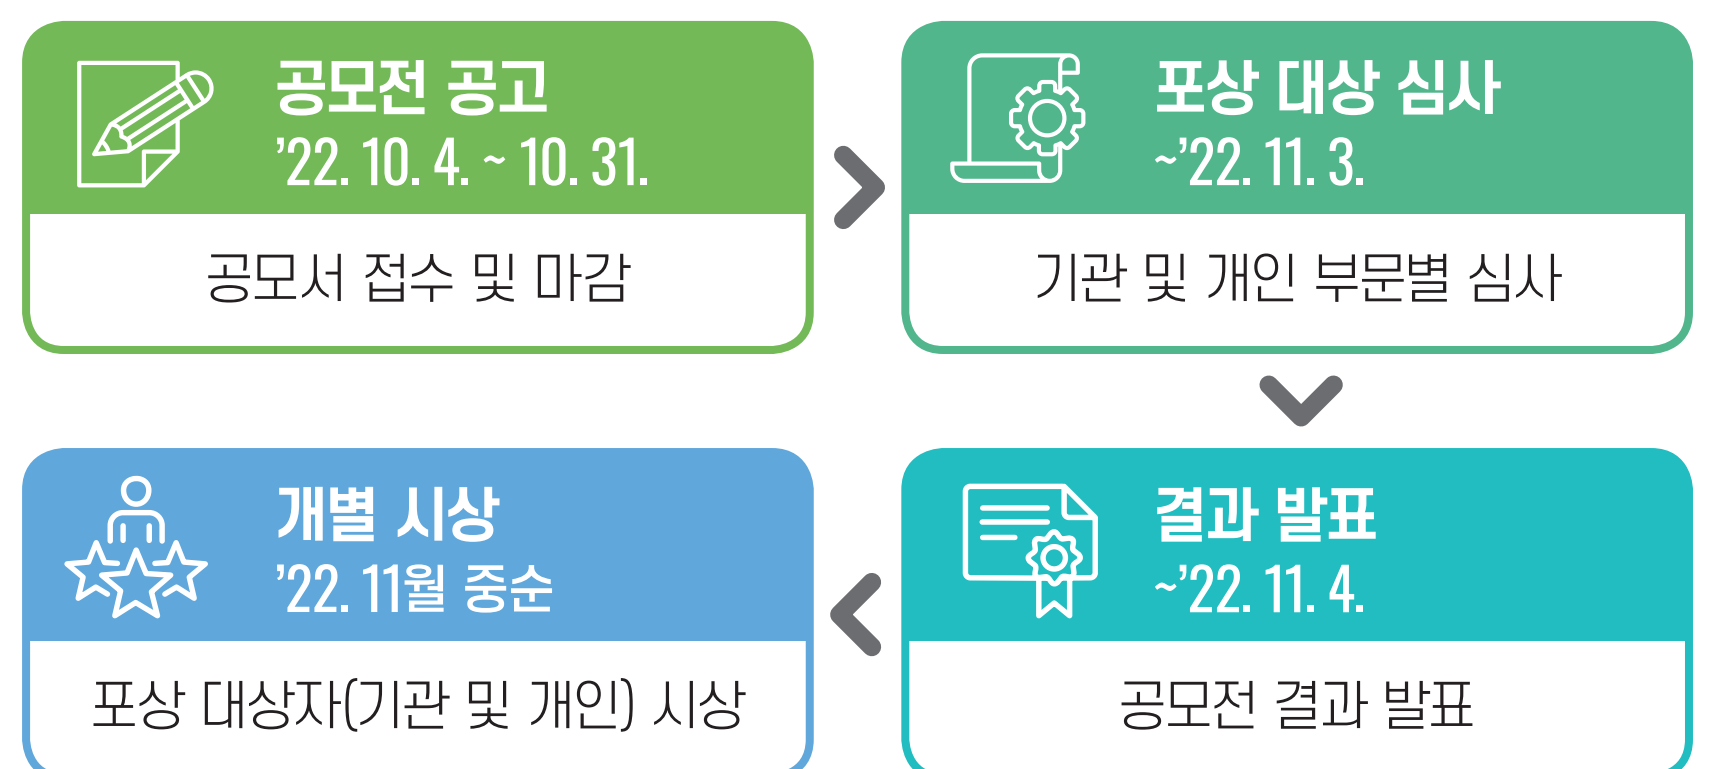 공모전 공고
’22. 10. 4. ~ 10. 31.
공모서 접수 및 마감
포상 대상 심사
~’22. 11. 3.
기관 및 개인 부문별 심사
결과 발표
~’22. 11. 4.
공모전 결과 발표
개별 시상
’22. 11월 중순
포상 대상자(기관 및 개인) 시상